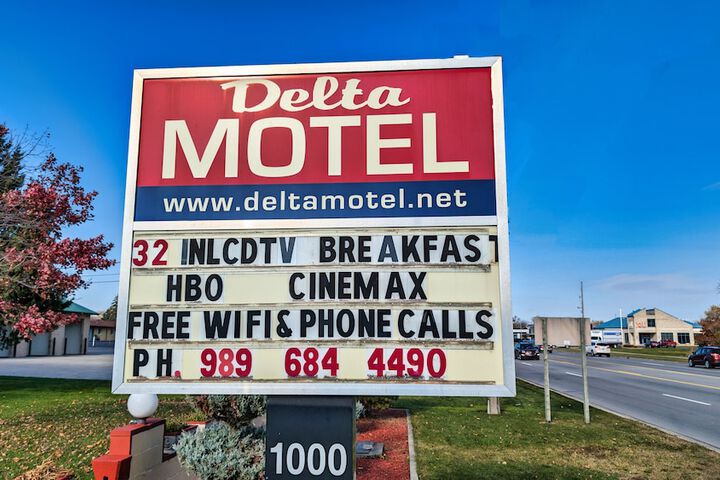 Delta
MOTEL
www.deltamotel.net
32 INLCDTV BREAKFAST
HBO CINEMAX
FREE WIFI & PHONE CALLS
PH. 989 684 4490
1000